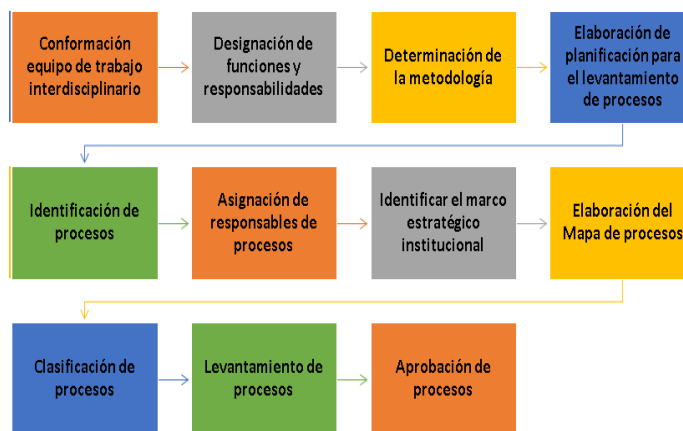 Conformación
equipo de trabajo
interdisciplinario
Designación de
funciones y
responsabilidades
Determinación de
la metodología
Elaboración de
planificación para
el levantamiento
de procesos
Identificación de
procesos
Asignación de
responsables de
procesos
Identificar el marco
estratégico
institucional
Elaboración del
Mapa de procesos
Clasificación de
procesos
Levantamiento de
procesos
Aprobación de
procesos